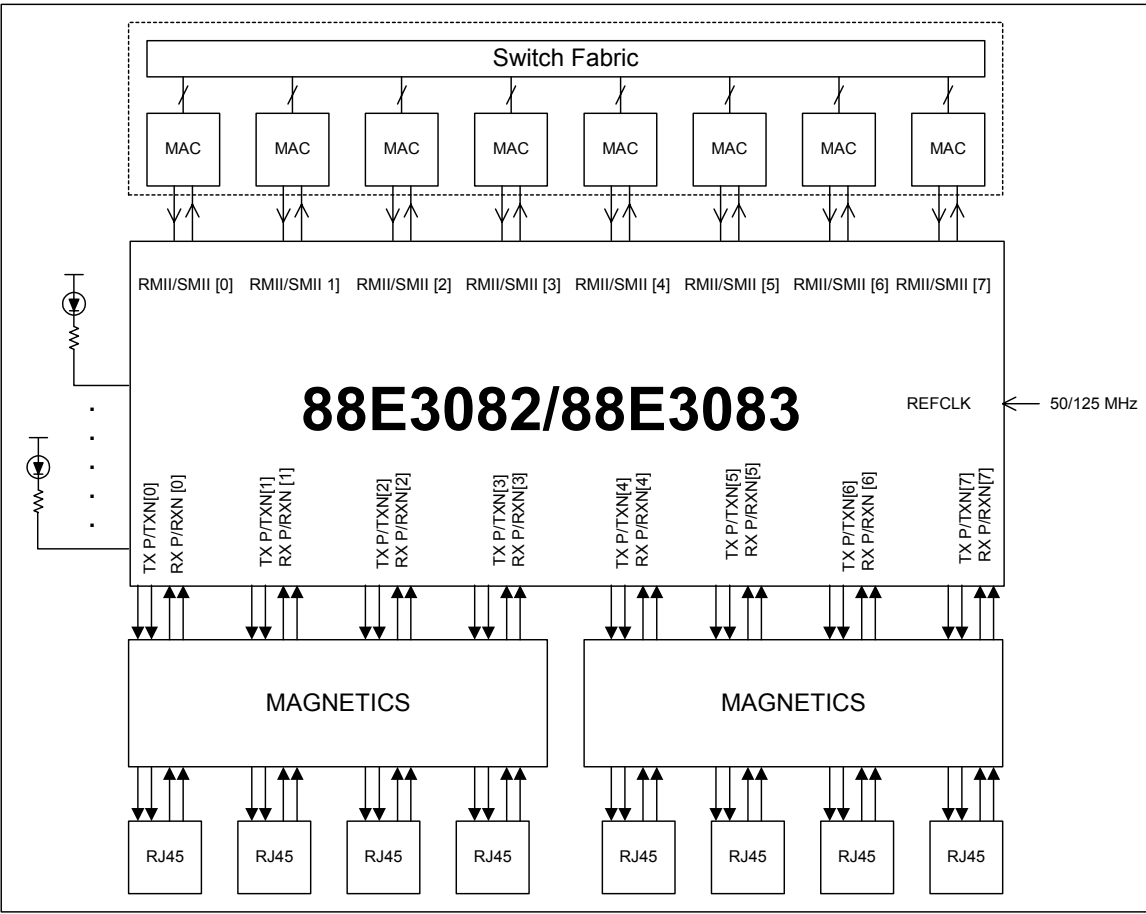 Switch Fabric
MAC MAC MAC MAC MAC MAC MAC MAC
RMII/SMII [0] RMII/SMII 1] RMII/SMII [2] RMII/SMII [3] RMII/SMII [4] RMII/SMII [5] RMII/SMII [6] RMII/SMII [7]
88E3082/88E3083
REFCLK
50/125 MHz
TX P/TXN[0]
RX P/RXN [0]
TX P/TXN[1]
RX P/RXN [1]
TX P/TXN[2]
RX P/RXN[2]
TX P/TXN[3]
RX P/RXN[3]
TX P/TXN[4]
RX P/RXN[4]
TX P/TXN[5]
RX P/RXN[5]
TX P/TXN[6]
RX P/RXN [6]
TX P/TXN[7]
RX P/RXN[7]
MAGNETICS MAGNETICS
RJ45 RJ45 RJ45 RJ45 RJ45 RJ45 RJ45 RJ45